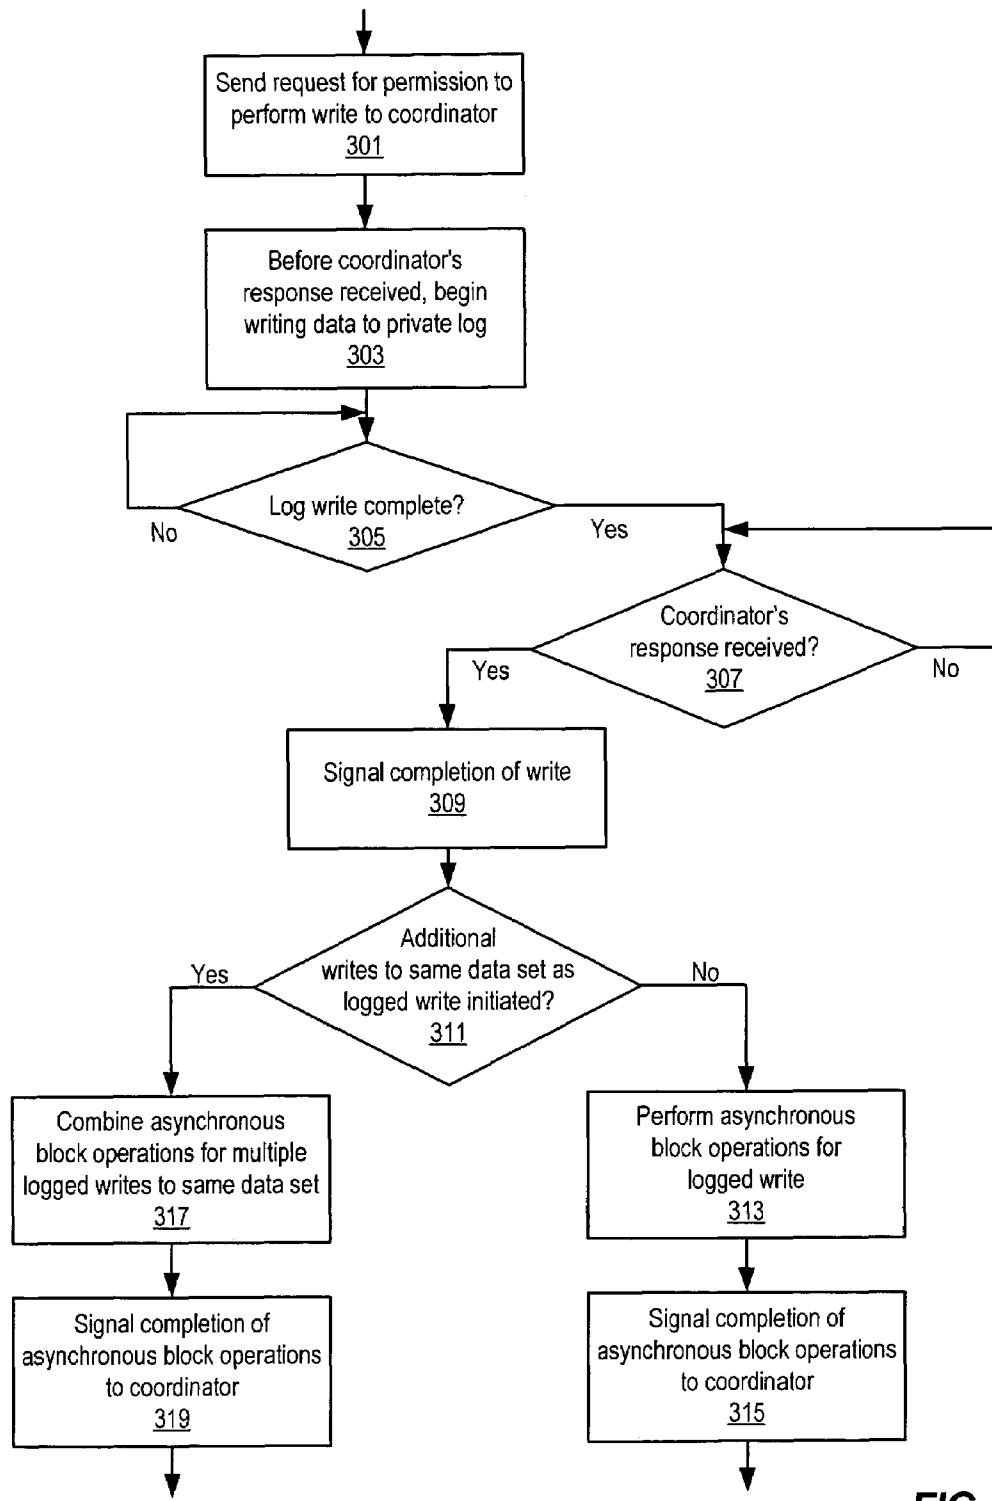 Send request for permission to
perform write to coordinator
301
Before coordinator's
response received, begin
writing data to private log
303
Log write complete?
305
No
Yes
Coordinator's
response received?
307
Yes
No
Signal completion of write
309
Additional
writes to same data set as
logged write initiated?
311
Yes
No
Combine asynchronous
block operations for multiple
logged writes to same data set
317
Perform asynchronous
block operations for
logged write
313
Signal completion of
asynchronous block operations
to coordinator
319
Signal completion of
asynchronous block operations
to coordinator
315
FIG